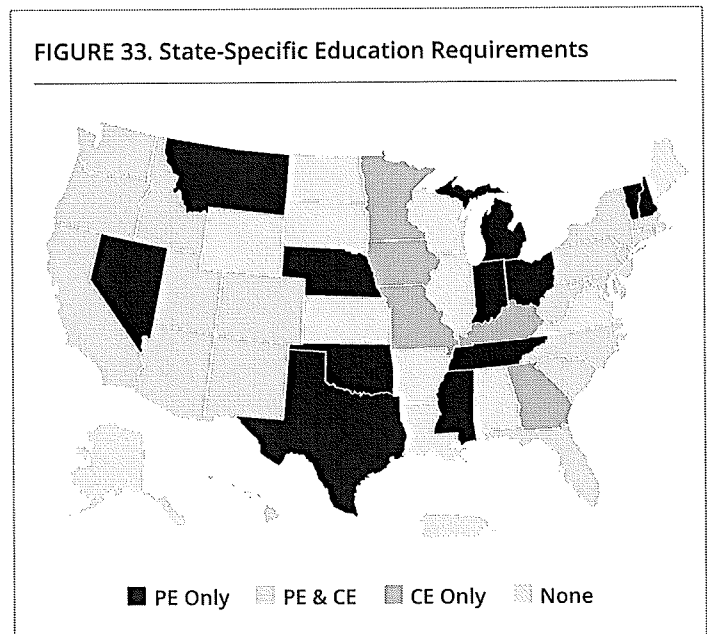 FIGURE 33. State-Specific Education Requirements
PE Only PE & CE CE Only None